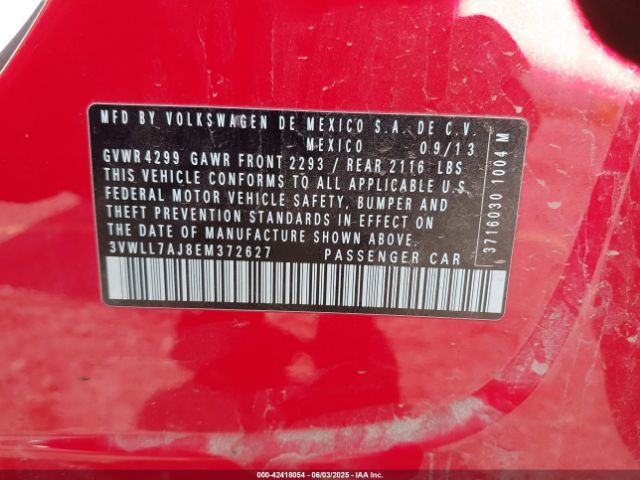 MFD BY VOLKSWAGEN DE MEXICO S.A. DE C.V.
MEXICO 09/13
GVWR 4299 GAWR FRONT 2293 / REAR 2116 LBS
THIS VEHICLE CONFORMS TO ALL APPLICABLE U.S
FEDERAL MOTOR VEHICLE SAFETY, BUMPER AND
THEFT PREVENTION STANDARDS IN EFFECT ON
THE DATE OF MANUFACTURE SHOWN ABOVE.
3VWLL7AJ8EM372627 PASSENGER CAR
3716030 1004 M
000-42418054 | 06/03/2025 | IAA Inc.